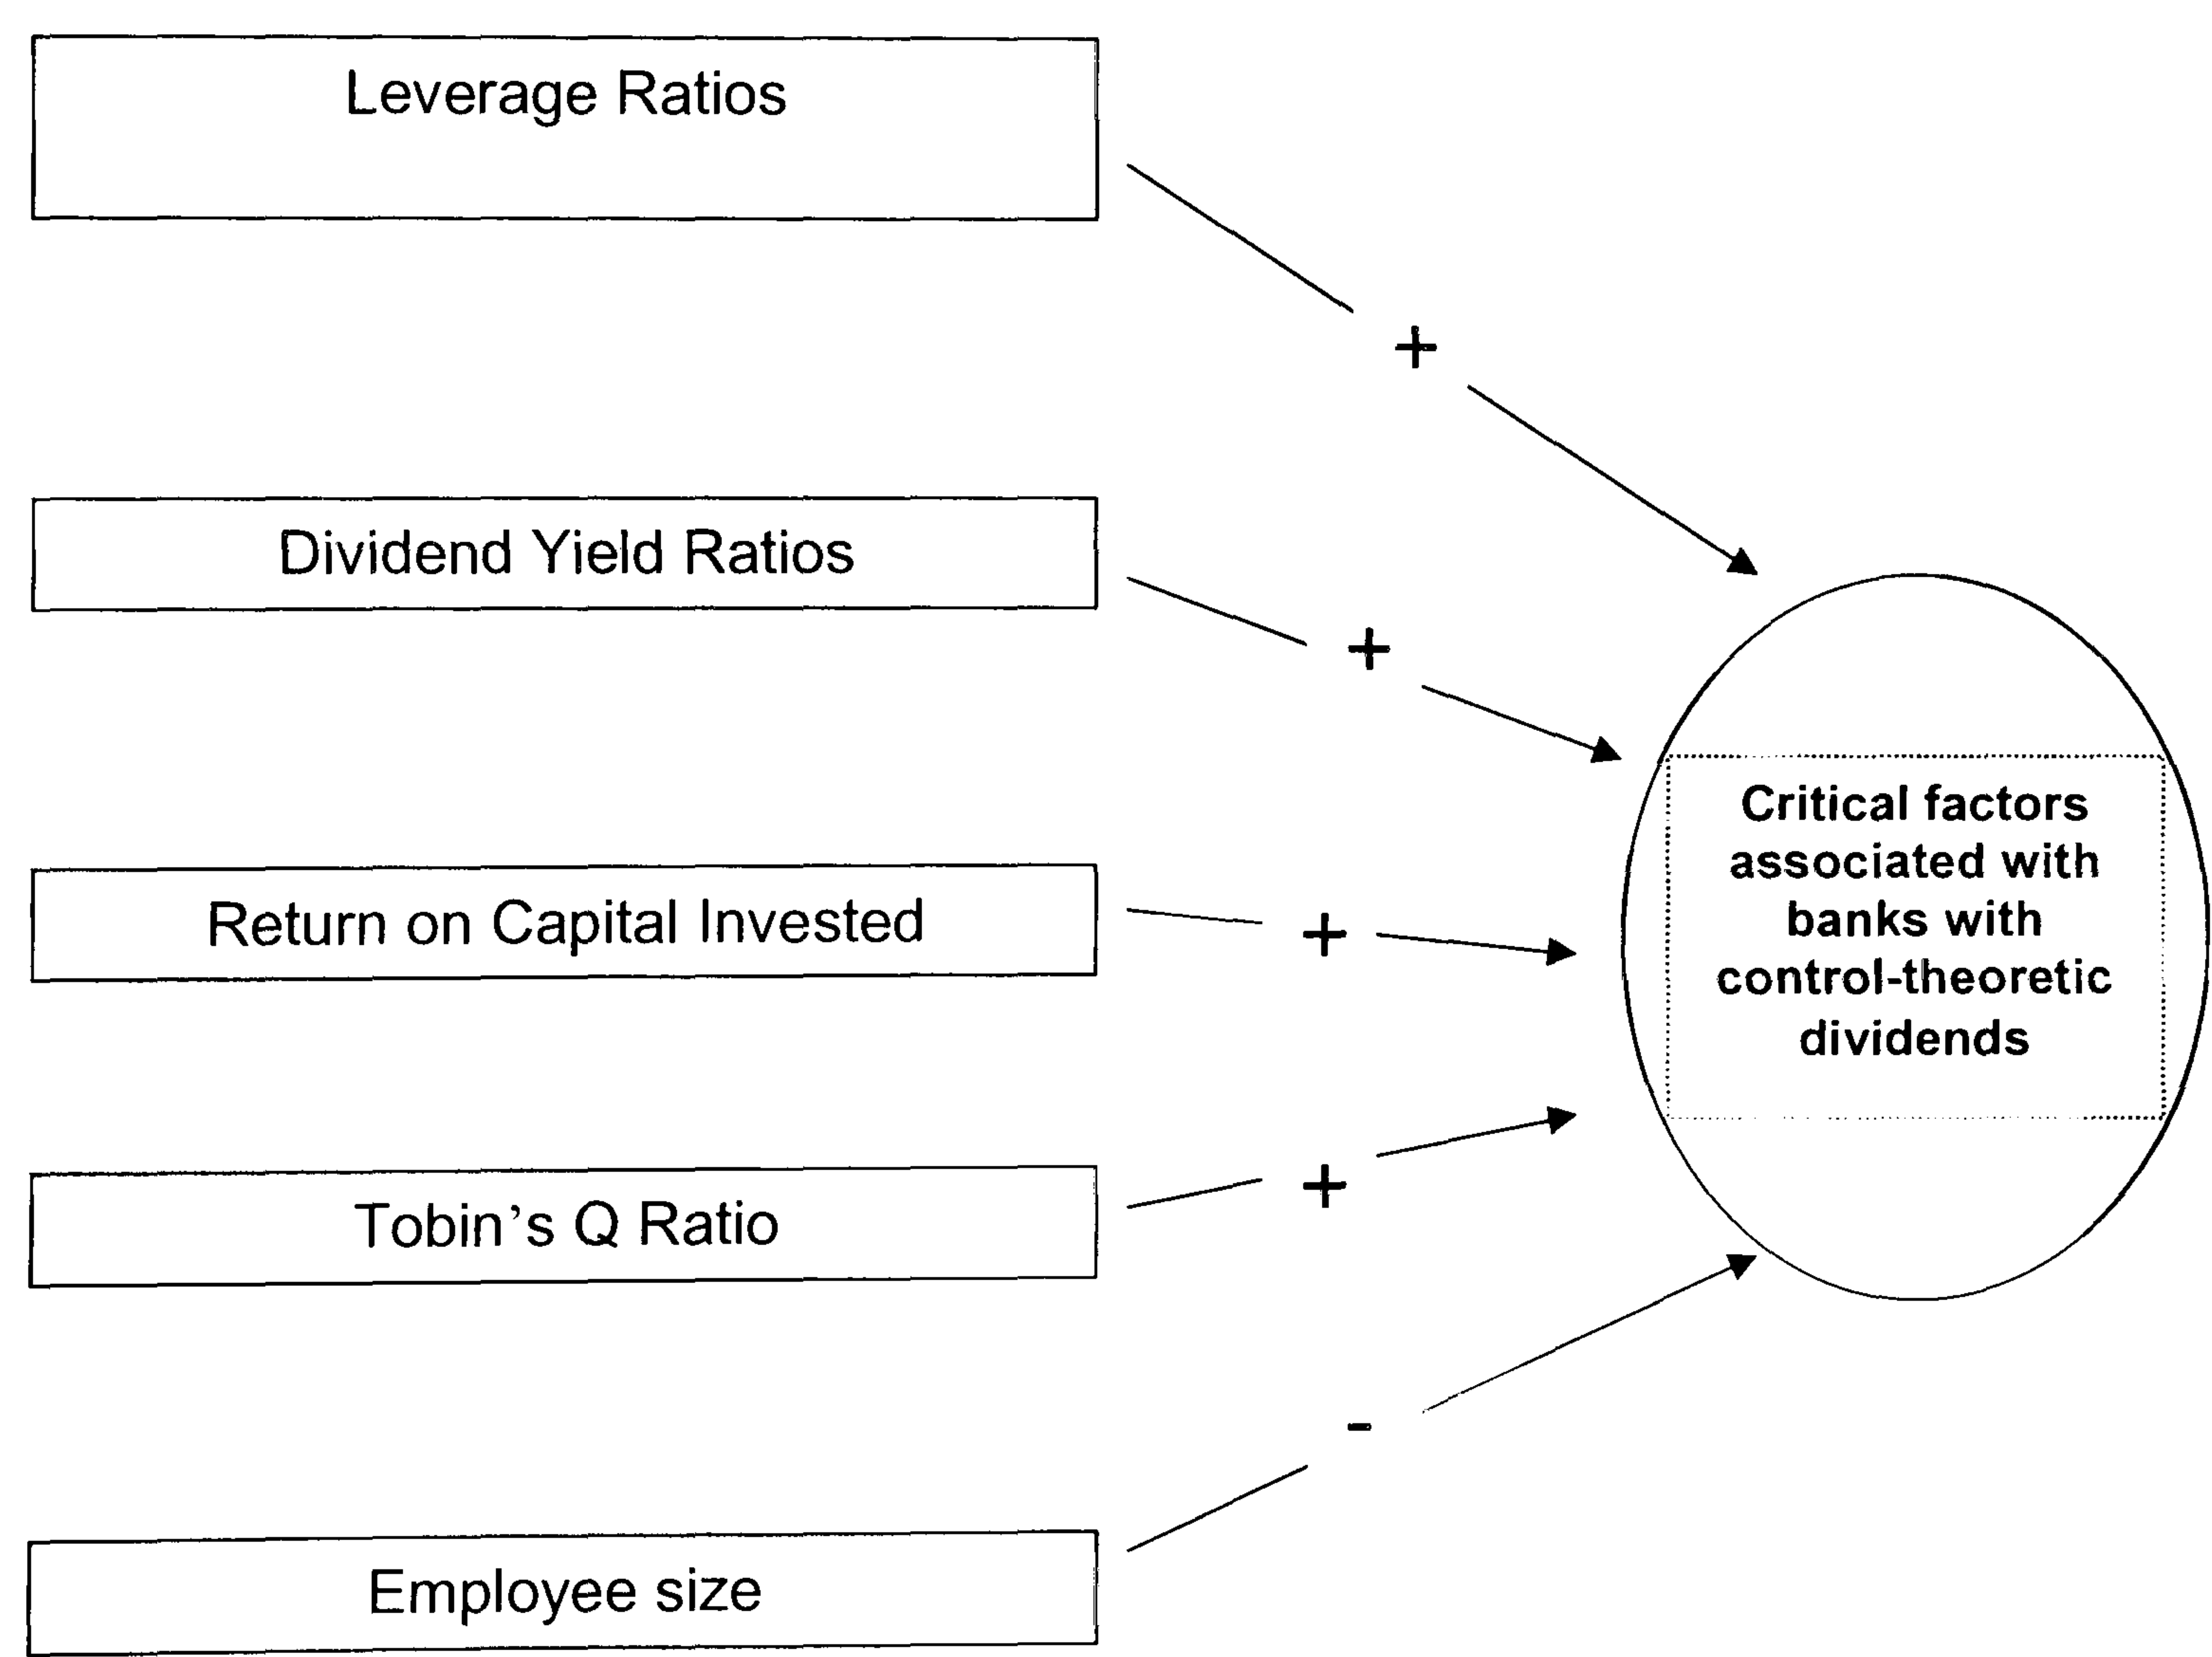 Leverage Ratios
+
Dividend Yield Ratios
+
Critical factors
associated with
banks with
control-theoretic
dividends
Return on Capital Invested
+
Tobin's Q Ratio
+
-
Employee size